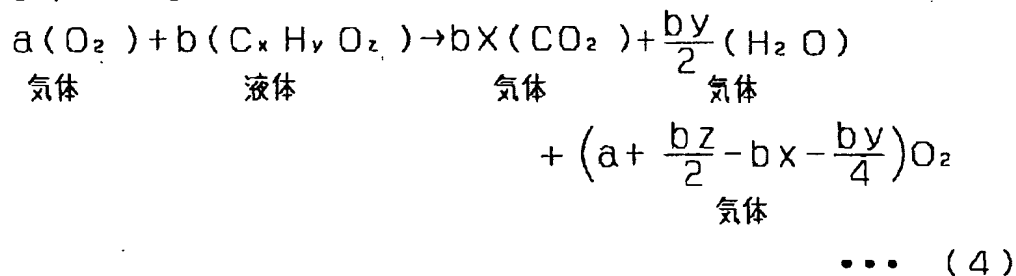 a(O₂)+b(CₓHᵧO_z)→bX(CO₂)+by/2(H₂O)
気体 液体 気体 気体
+(a+bz/2-bx-by/4)O₂
気体
••• (4)